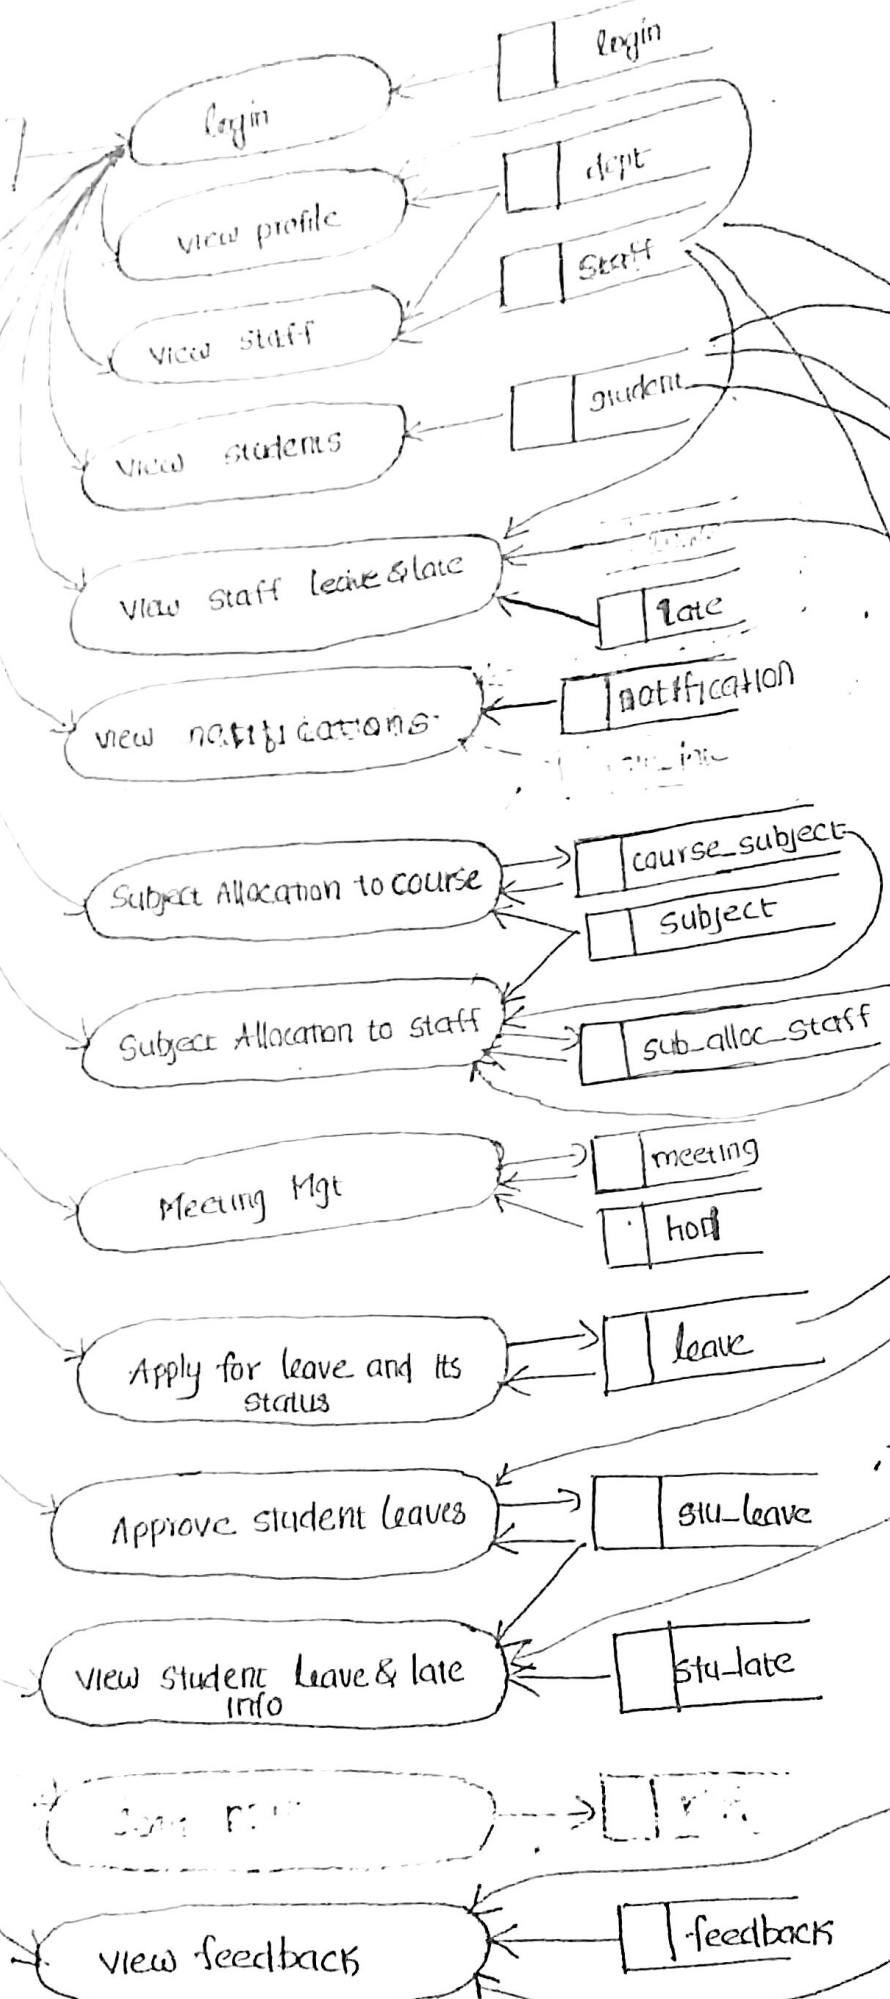 login
login
dept
view profile
staff
view staff
student
view students
view staff leave & late
late
notification
view notifications
course_subject
Subject Allocation to course
subject
Subject Allocation to staff
sub_alloc_staff
meeting
Meeting Mgt
hod
leave
Apply for leave and its
status
stu_leave
Approve student leaves
stu_late
view student leave & late
info
feedback
view feedback